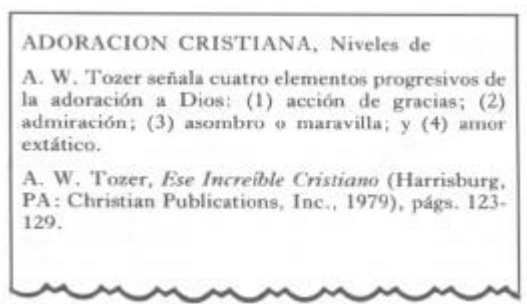 ADORACION CRISTIANA, Niveles de
A. W. Tozer señala cuatro elementos progresivos de
la adoración a Dios: (1) acción de gracias; (2)
admiración; (3) asombro o maravilla; y (4) amor
extático.
A. W. Tozer, Ese Increíble Cristiano (Harrisburg,
PA: Christian Publications, Inc., 1979), págs. 123-
129.